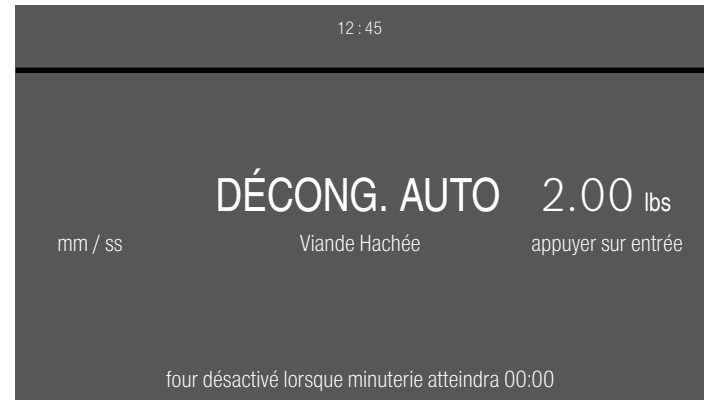 12 : 45
DÉCONG. AUTO 2.00 lbs
mm / ss Viande Hachée appuyer sur entrée
four désactivé lorsque minuterie atteindra 00:00